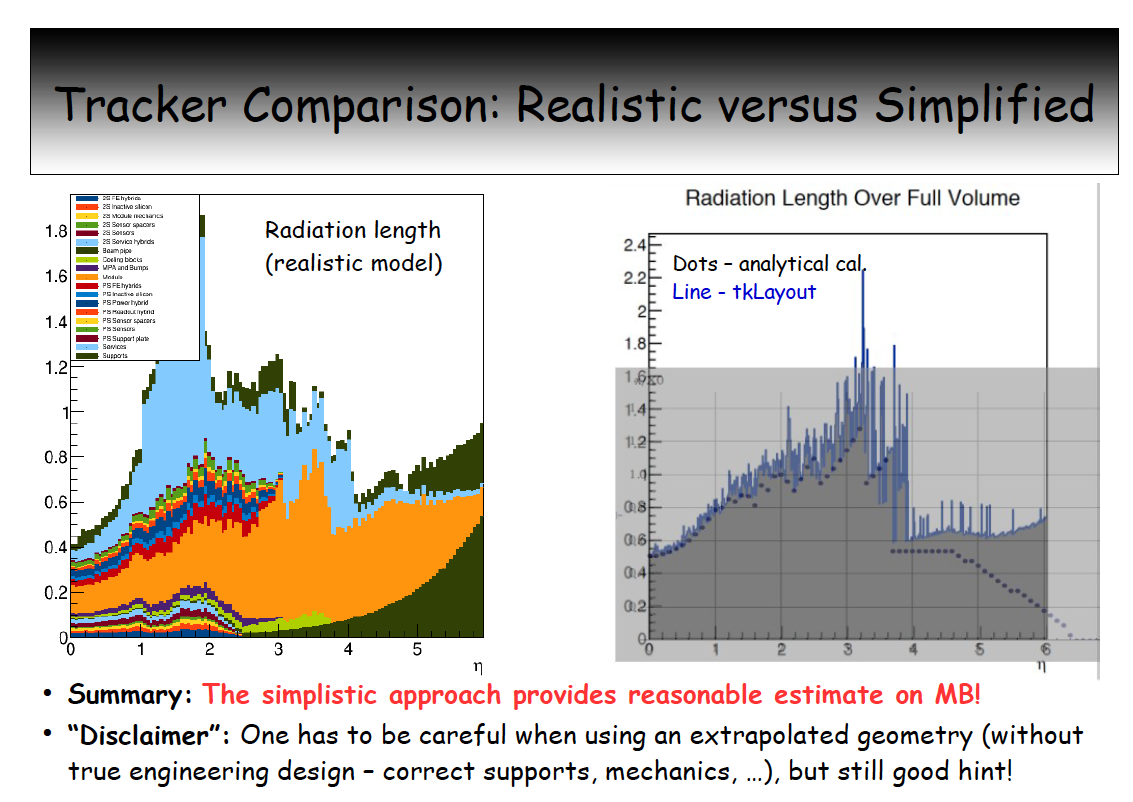 Tracker Comparison: Realistic versus Simplified
2S FE hybrids
2S Inactive silicon
2S Module mechanics
2S Sensor spacers
2S Sensors
2S Service hybrids
Beam pipe
Cooling blocks
MPA and Bumps
Module
PS FE hybrids
PS Inactive silicon
PS Power hybrid
PS Readout hybrid
PS Sensor spacers
PS Sensors
PS Support plate
Services
Supports
Radiation length
(realistic model)
1.8
1.6
1.4
1.2
1
0.8
0.6
0.4
0.2
0
0 1 2 3 4 5
η
Radiation Length Over Full Volume
Dots – analytical cal.
Line - tkLayout
2.4
2.2
2
1.8
1.6
1.4
1.2
1.0
0.8
0.6
0.4
0.2
0
0 1 2 3 4 5 6
η
• Summary: The simplistic approach provides reasonable estimate on MB!
• “Disclaimer”: One has to be careful when using an extrapolated geometry (without
true engineering design – correct supports, mechanics, …), but still good hint!